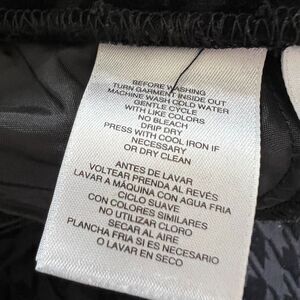 BEFORE WASHING
TURN GARMENT INSIDE OUT
MACHINE WASH COLD WATER
GENTLE CYCLE
WITH LIKE COLORS
NO BLEACH
DRIP DRY
PRESS WITH COOL IRON IF
NECESSARY
OR DRY CLEAN
ANTES DE LAVAR
VOLTEAR PRENDA AL REVÉS
LAVAR A MÁQUINA CON AGUA FRIA
CICLO SUAVE
CON COLORES SIMILARES
NO UTILIZAR CLORO
SECAR AL AIRE
PLANCHA FRIA SI ES NECESARIO
O LAVAR EN SECO